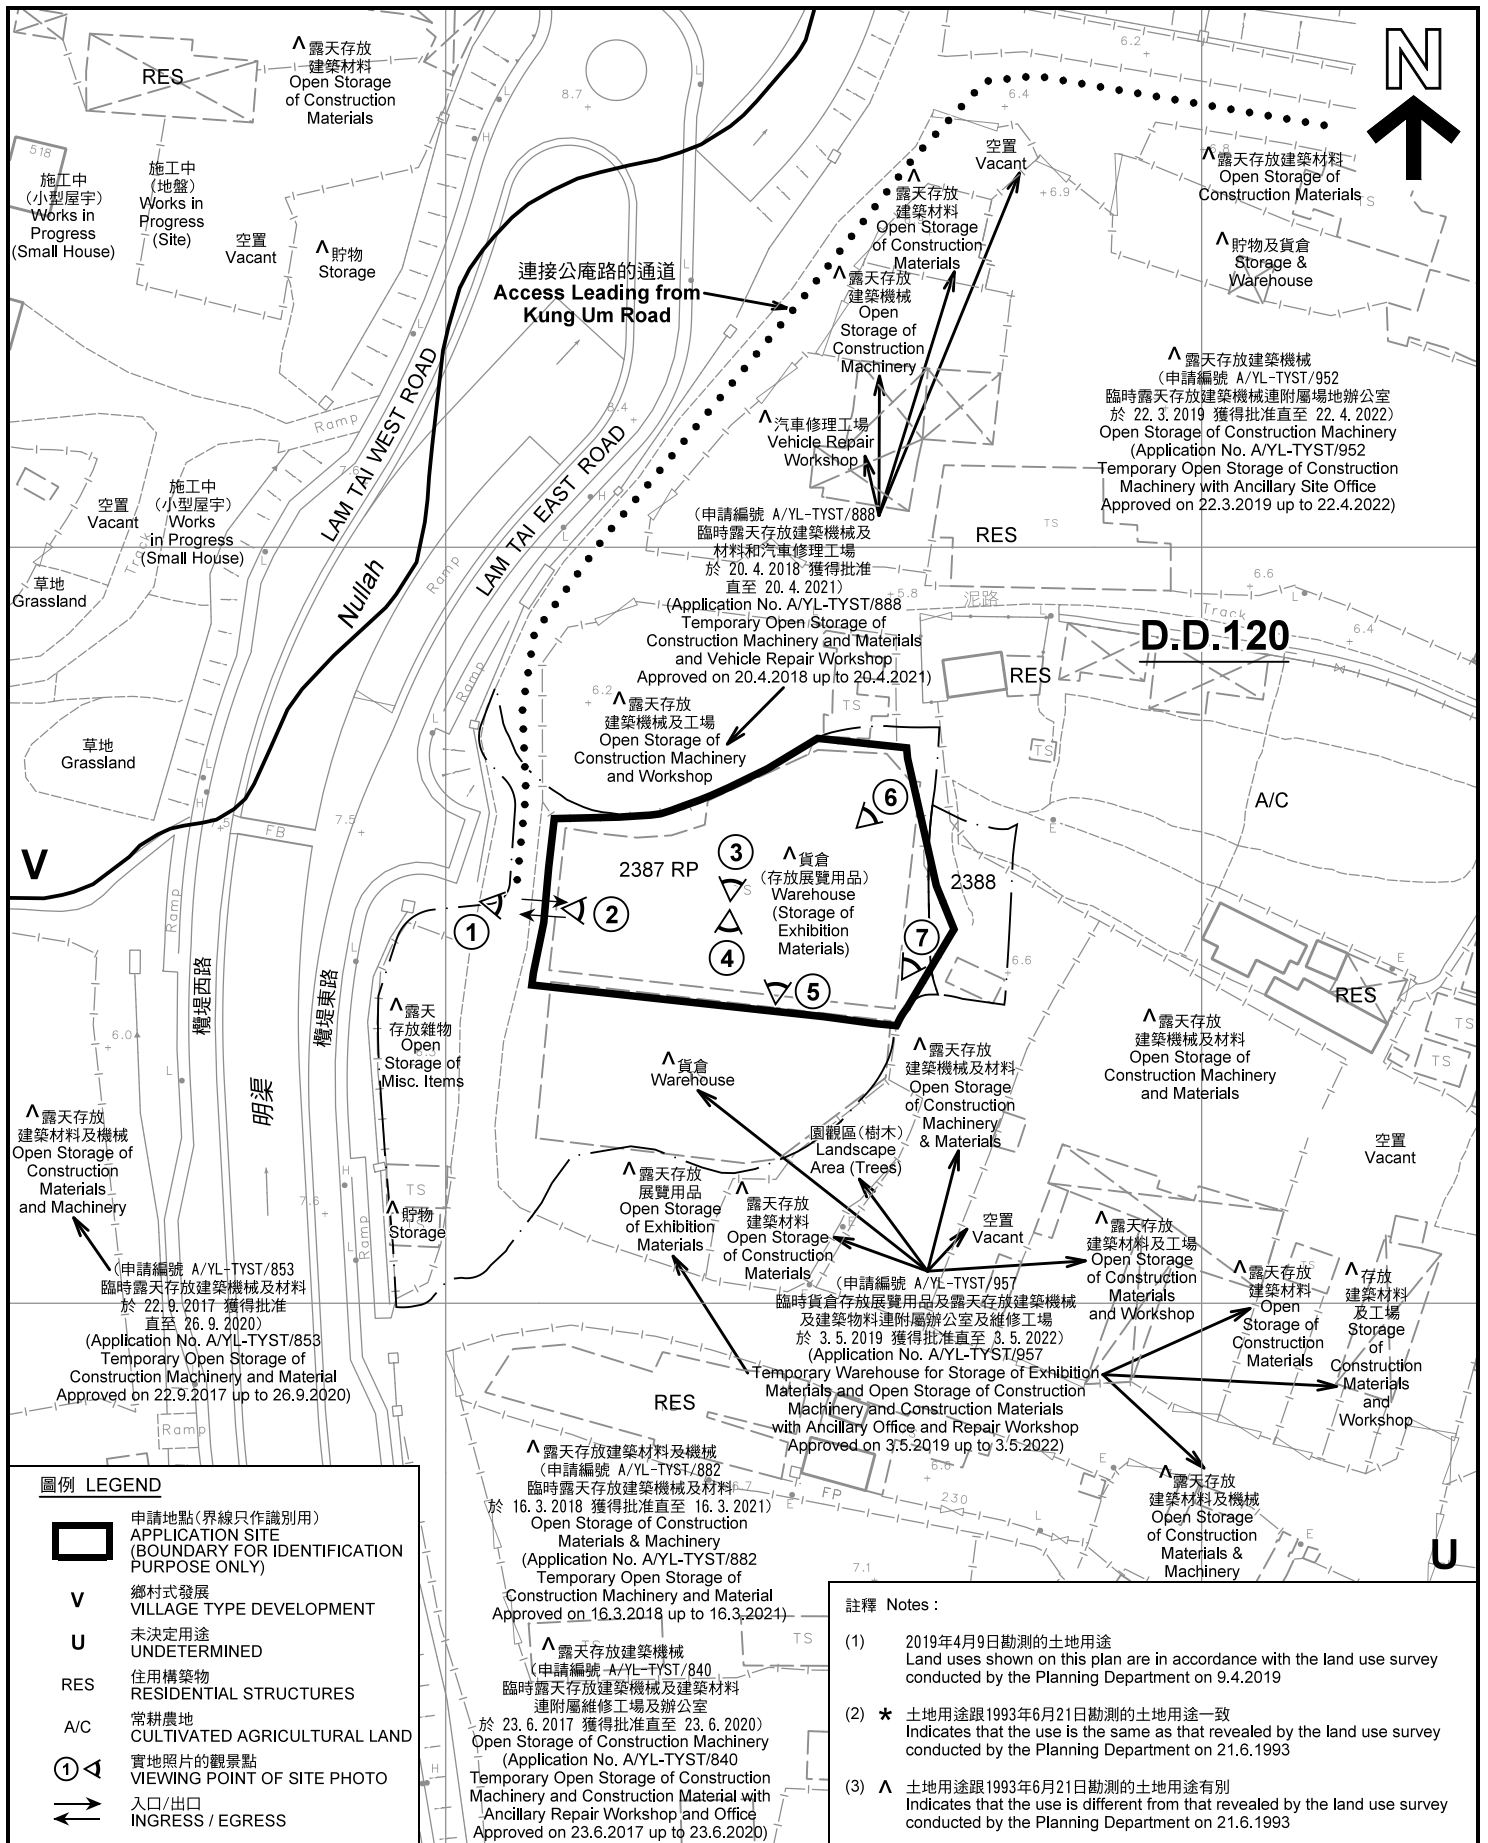 RES
^露天存放
建築材料
Open Storage
of Construction
Materials
8.7
6.2
6.4
N
518
施工中
(小型屋宇)
Works in
Progress
(Small House)
施工中
(地盤)
Works in
Progress
(Site)
空置
Vacant
^貯物
Storage
連接公庵路的通道
Access Leading from
Kung Um Road
^
露天存放
建築材料
Open Storage
of Construction
Materials
空置
Vacant
6.9
6.8
^露天存放建築材料
Open Storage of
Construction Materials
TS
^貯物及貨倉
Storage &
Warehouse
^露天存放
建築機械
Open
Storage of
Construction
Machinery
^汽車修理工場
Vehicle Repair
Workshop
^露天存放建築機械
(申請編號 A/YL-TYST/952
臨時露天存放建築機械連附屬場地辦公室
於 22.3.2019 獲得批准直至 22.4.2022)
Open Storage of Construction Machinery
(Application No. A/YL-TYST/952
Temporary Open Storage of Construction
Machinery with Ancillary Site Office
Approved on 22.3.2019 up to 22.4.2022)
LAM TAI WEST ROAD
LAM TAI EAST ROAD
Nullah
Ramp
8.4
7.6
Track
空置
Vacant
施工中
(小型屋宇)
Works
in Progress
(Small House)
草地
Grassland
草地
Grassland
Ramp
Ramp
(申請編號 A/YL-TYST/888
臨時露天存放建築機械及
材料和汽車修理工場
於 20.4.2018 獲得批准
直至 20.4.2021)
(Application No. A/YL-TYST/888
Temporary Open Storage of
Construction Machinery and Materials
and Vehicle Repair Workshop
Approved on 20.4.2018 up to 20.4.2021)
RES
TS
5.8
泥路
Track
6.6
6.4
D.D.120
RES
TS
TS
6.2
^露天存放
建築機械及工場
Open Storage of
Construction Machinery
and Workshop
A/C
V
7.5
FB
7.5
Ramp
2387 RP
2388
^貨倉
(存放展覽用品)
Warehouse
(Storage of
Exhibition
Materials)
1
2
3
4
5
6
7
6.6
欖堤西路
欖堤東路
明渠
6.0
^露天
存放雜物
Open
Storage of
Misc. Items
^貨倉
Warehouse
^露天存放
建築機械及材料
Open Storage
of Construction
Machinery
& Materials
^露天存放
建築機械及材料
Open Storage of
Construction Machinery
and Materials
RES
TS
TS
空置
Vacant
^露天存放
建築材料及機械
Open Storage of
Construction
Materials
and Machinery
7.6
Ramp
TS
^貯物
Storage
園觀區(樹木)
Landscape
Area (Trees)
^露天存放
展覽用品
Open Storage
of Exhibition
Materials
^
露天存放
建築材料
Open Storage
of Construction
Materials
空置
Vacant
^露天存放
建築材料及工場
Open Storage
of Construction
Materials
and Workshop
^露天存放
建築材料
Open
Storage of
Construction
Materials
^存放
建築材料
及工場
Storage
of
Construction
Materials
and
Workshop
(申請編號 A/YL-TYST/853
臨時露天存放建築機械及材料
於 22.9.2017 獲得批准
直至 26.9.2020)
(Application No. A/YL-TYST/853
Temporary Open Storage of
Construction Machinery and Material
Approved on 22.9.2017 up to 26.9.2020)
Ramp
(申請編號 A/YL-TYST/957
臨時貨倉存放展覽用品及露天存放建築機械
及建築物料連附屬辦公室及維修工場
於 3.5.2019 獲得批准直至 3.5.2022)
(Application No. A/YL-TYST/957
Temporary Warehouse for Storage of Exhibition
Materials and Open Storage of Construction
Machinery and Construction Materials
with Ancillary Office and Repair Workshop
Approved on 3.5.2019 up to 3.5.2022)
RES
6.7
6.8
FP
230
7.1
^露天存放建築材料及機械
(申請編號 A/YL-TYST/882
臨時露天存放建築機械及材料
於 16.3.2018 獲得批准直至 16.3.2021)
Open Storage of Construction
Materials & Machinery
(Application No. A/YL-TYST/882
Temporary Open Storage of
Construction Machinery and Material
Approved on 16.3.2018 up to 16.3.2021)
^露天存放
建築材料及機械
Open Storage
of Construction
Materials &
Machinery
U
TS
^露天存放建築機械
(申請編號 A/YL-TYST/840
臨時露天存放建築機械及建築材料
連附屬維修工場及辦公室
於 23.6.2017 獲得批准直至 23.6.2020)
Open Storage of Construction Machinery
(Application No. A/YL-TYST/840
Temporary Open Storage of Construction
Machinery and Construction Material with
Ancillary Repair Workshop and Office
Approved on 23.6.2017 up to 23.6.2020)
圖例 LEGEND
申請地點(界線只作識別用)
APPLICATION SITE
(BOUNDARY FOR IDENTIFICATION
PURPOSE ONLY)
V 鄉村式發展
VILLAGE TYPE DEVELOPMENT
U 未決定用途
UNDETERMINED
RES 住用構築物
RESIDENTIAL STRUCTURES
A/C 常耕農地
CULTIVATED AGRICULTURAL LAND
1 實地照片的觀景點
VIEWING POINT OF SITE PHOTO
入口/出口
INGRESS / EGRESS
註釋 Notes :
(1) 2019年4月9日勘測的土地用途
Land uses shown on this plan are in accordance with the land use survey
conducted by the Planning Department on 9.4.2019
(2) * 土地用途跟1993年6月21日勘測的土地用途一致
Indicates that the use is the same as that revealed by the land use survey
conducted by the Planning Department on 21.6.1993
(3) ^ 土地用途跟1993年6月21日勘測的土地用途有別
Indicates that the use is different from that revealed by the land use survey
conducted by the Planning Department on 21.6.1993